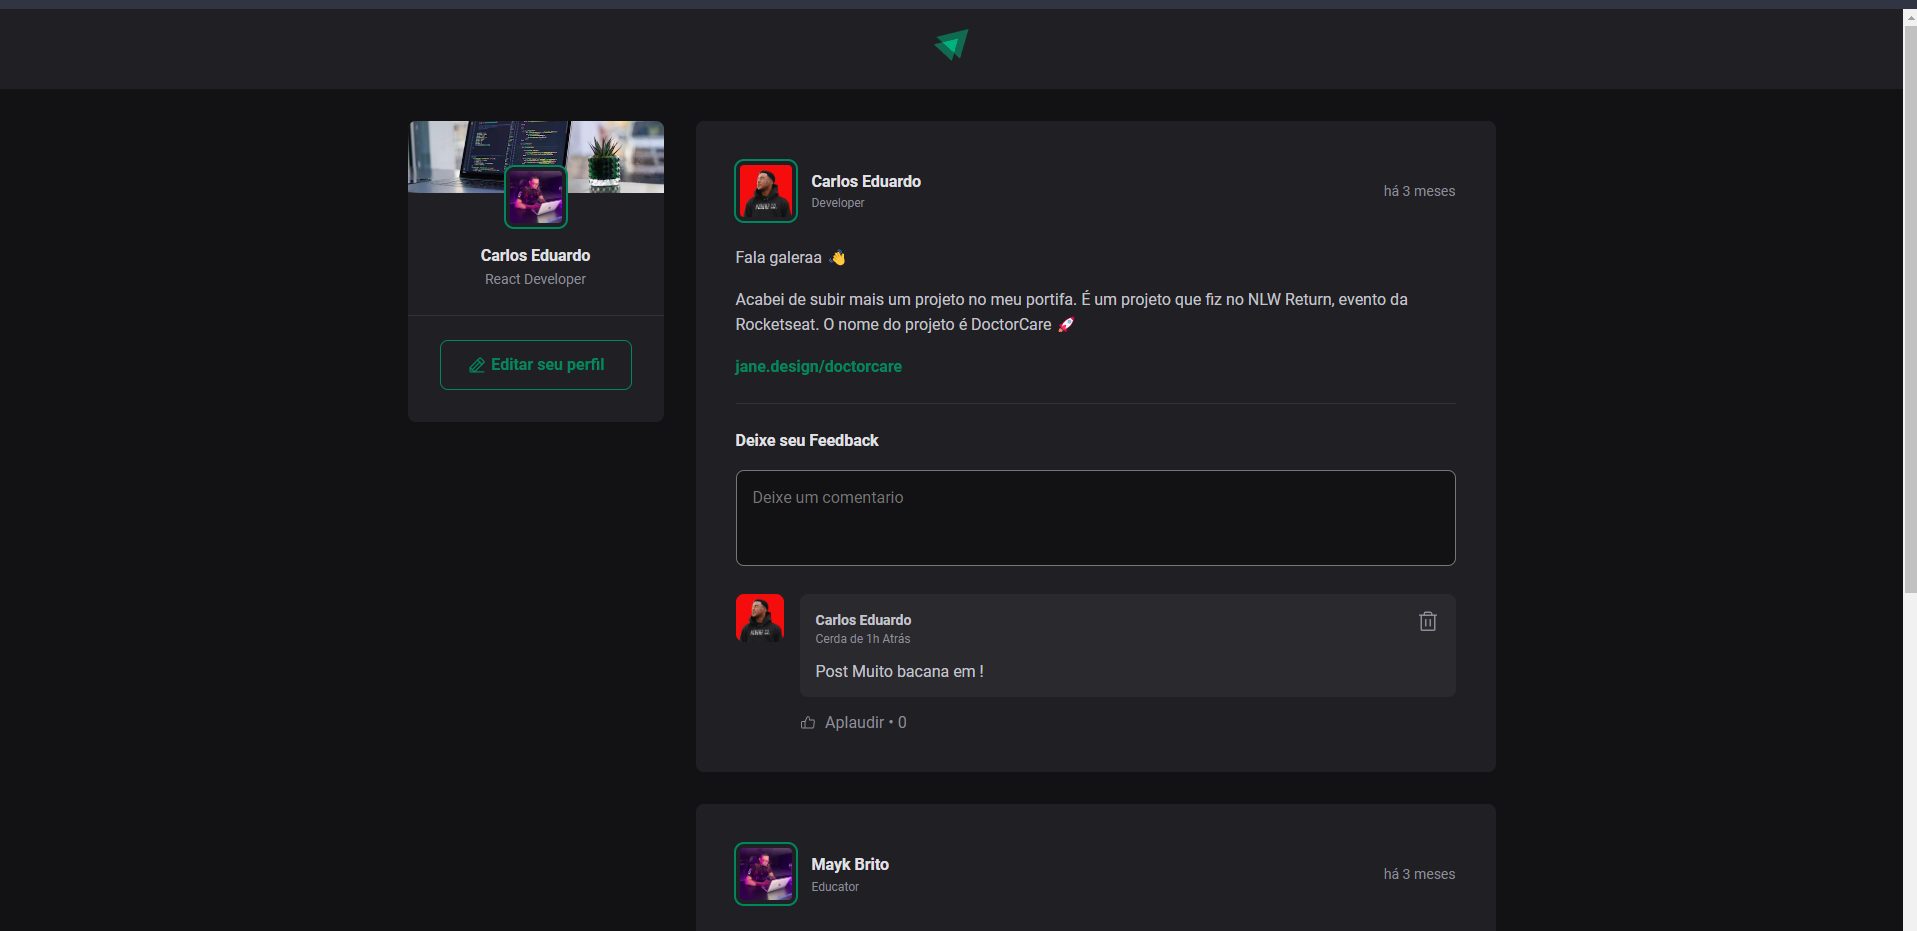 Carlos Eduardo
React Developer
Editar seu perfil
Carlos Eduardo
Developer
há 3 meses
Fala galeraa 👋
Acabei de subir mais um projeto no meu portifa. É um projeto que fiz no NLW Return, evento da
Rocketseat. O nome do projeto é DoctorCare 🚀
jane.design/doctorcare
Deixe seu Feedback
Deixe um comentario
Carlos Eduardo
Cerda de 1h Atrás
Post Muito bacana em !
Aplaudir • 0
Mayk Brito
Educator
há 3 meses